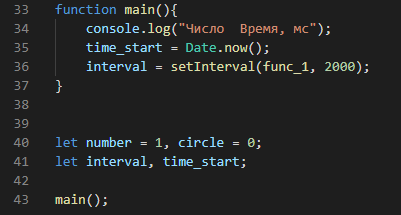 33 function main(){
34     console.log("Число  Время, мс");
35     time_start = Date.now();
36     interval = setInterval(func_1, 2000);
37 }
38
39
40 let number = 1, circle = 0;
41 let interval, time_start;
42
43 main();